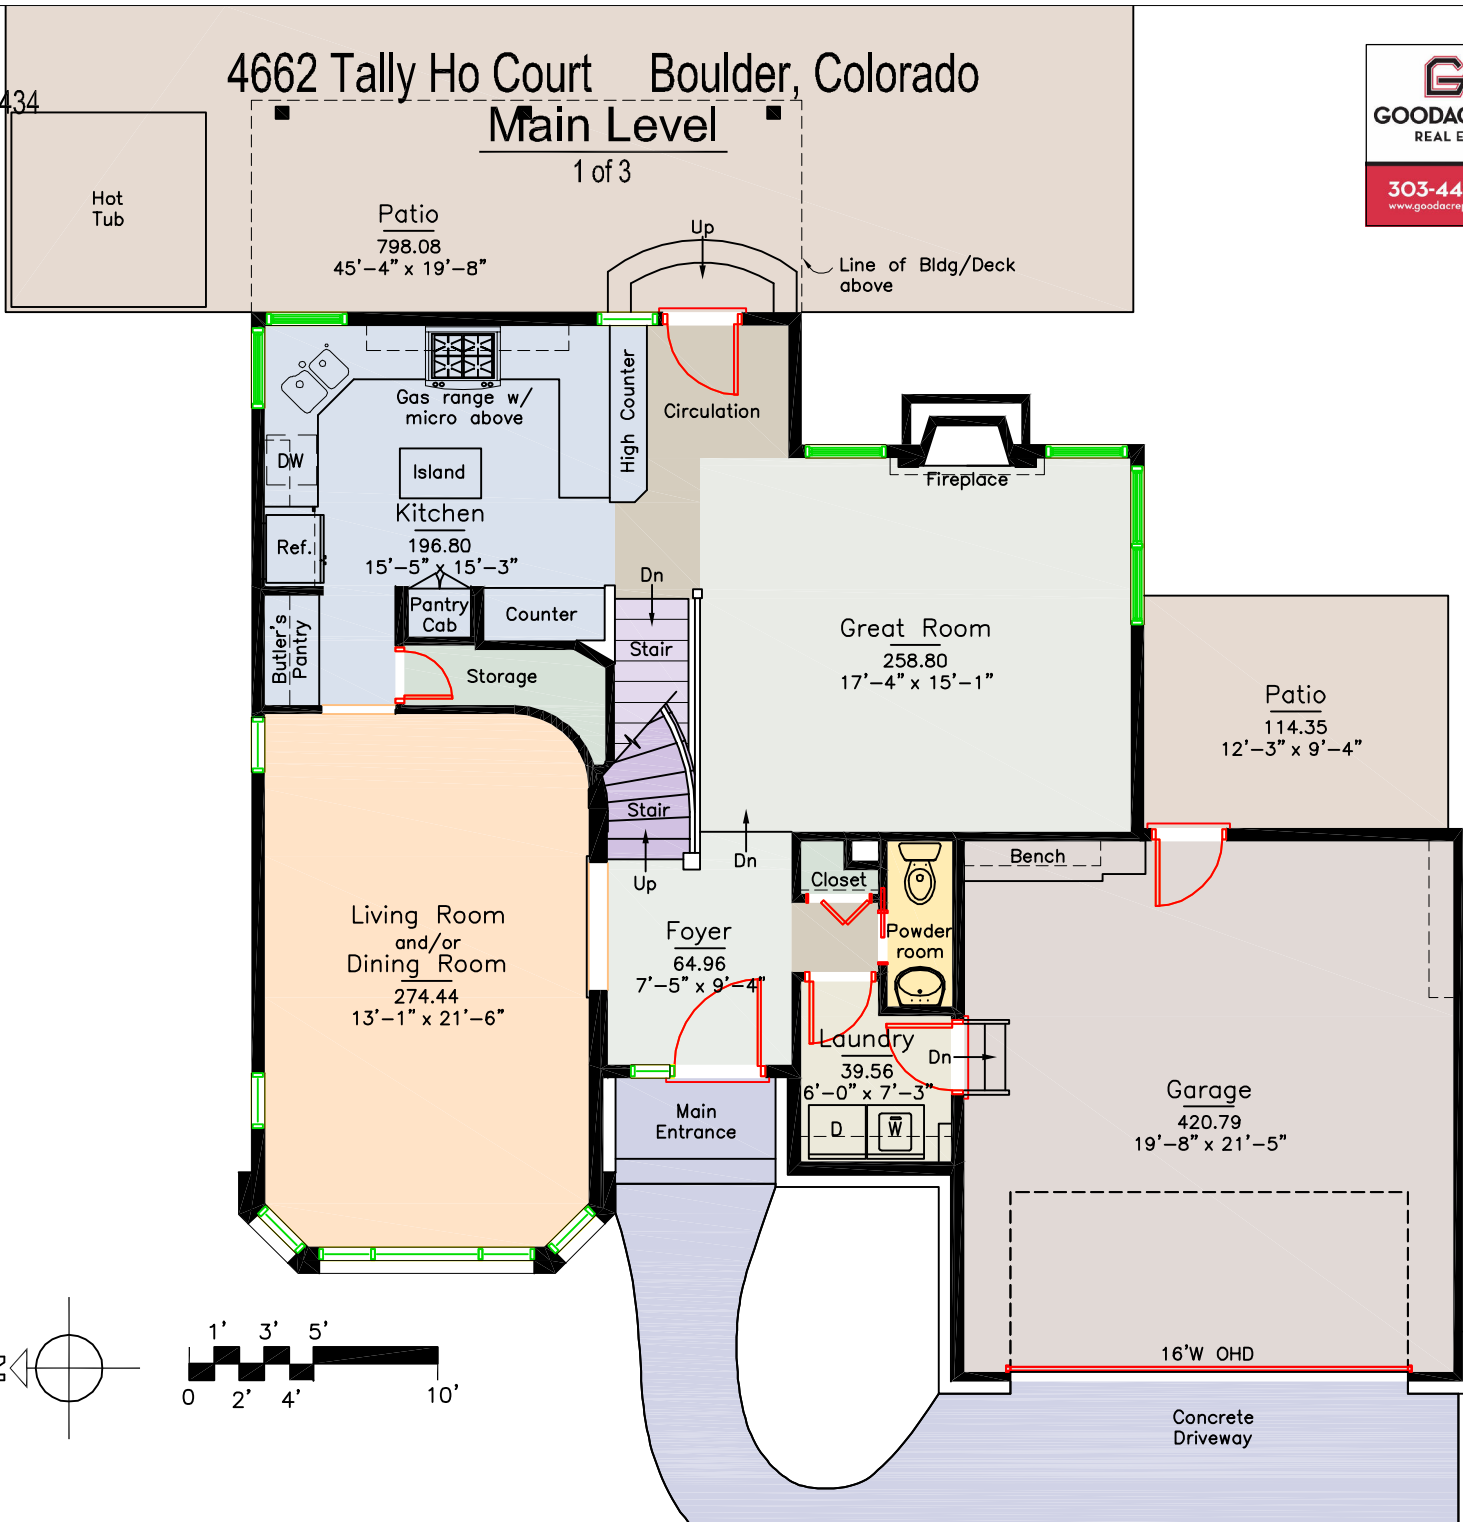 4662 Tally Ho Court Boulder, Colorado
434
Main Level
1 of 3
REAL
303-44
Hot
Tub
Patio
798.08
45'-4" x 19'-8"
Up
Line of Bldg/Deck
above
Gas range w/
micro above
High Counter
Circulation
DW
Island
Kitchen
196.80
15'-5" x 15'-3"
Ref.
Fireplace
Dn
Pantry
Cab
Counter
Butler's
Pantry
Storage
Stair
Great Room
258.80
17'-4" x 15'-1"
Patio
114.35
12'-3" x 9'-4"
Stair
Up
Dn
Closet
Bench
Living Room
and/or
Dining Room
274.44
13'-1" x 21'-6"
Foyer
64.96
7'-5" x 9'-4"
Powder
room
Laundry
39.56
6'-0" x 7'-3"
Dn
D
W
Main
Entrance
Garage
420.79
19'-8" x 21'-5"
16'W OHD
Concrete
Driveway
1' 3' 5'
0 2' 4' 10'